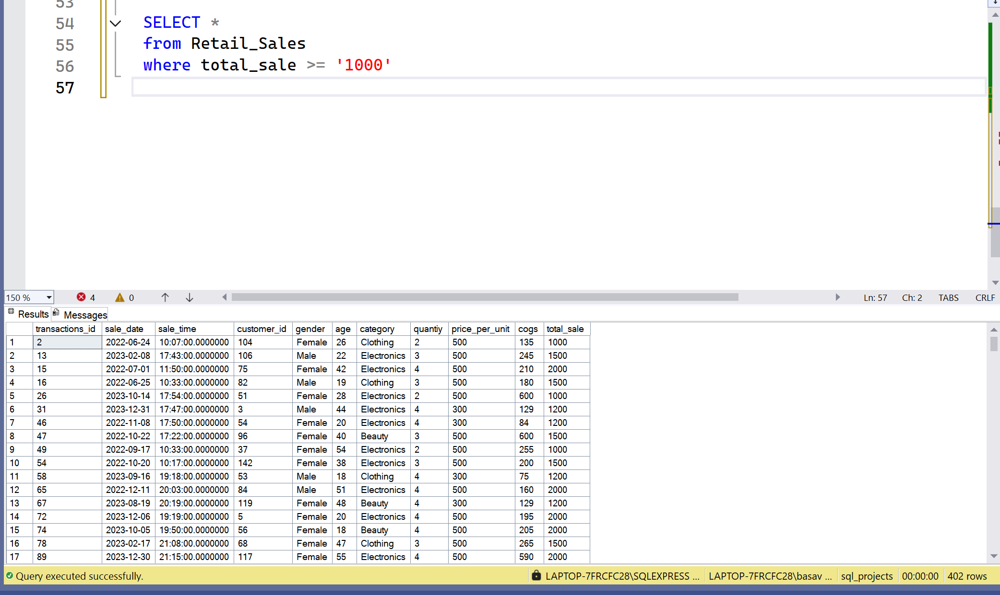 53
54 SELECT *
55 from Retail_Sales
56 where total_sale >= '1000'
57
150 % 4 0 Ln: 57 Ch: 2 TABS CRLF
Results Messages
transactions_id sale_date sale_time customer_id gender age category quantiy price_per_unit cogs total_sale
1 2 2022-06-24 10:07:00.0000000 104 Female 26 Clothing 2 500 135 1000
2 13 2023-02-08 17:43:00.0000000 106 Male 22 Electronics 3 500 245 1500
3 15 2022-07-01 11:50:00.0000000 75 Female 42 Electronics 4 500 210 2000
4 16 2022-06-25 10:33:00.0000000 82 Male 19 Clothing 3 500 180 1500
5 26 2023-10-14 17:54:00.0000000 51 Female 28 Electronics 2 500 600 1000
6 31 2023-12-31 17:47:00.0000000 3 Male 44 Electronics 4 300 129 1200
7 46 2022-11-08 17:50:00.0000000 54 Female 20 Electronics 4 300 84 1200
8 47 2022-10-22 17:22:00.0000000 96 Female 40 Beauty 3 500 600 1500
9 49 2022-09-17 10:33:00.0000000 37 Female 54 Electronics 2 500 255 1000
10 54 2022-10-20 10:17:00.0000000 142 Female 38 Electronics 3 500 200 1500
11 58 2023-09-16 19:18:00.0000000 53 Male 18 Clothing 4 300 75 1200
12 65 2022-12-11 20:03:00.0000000 84 Male 51 Electronics 4 500 160 2000
13 67 2023-08-19 20:19:00.0000000 119 Female 48 Beauty 4 300 129 1200
14 72 2023-12-06 19:19:00.0000000 5 Female 20 Electronics 4 500 195 2000
15 74 2023-10-05 19:50:00.0000000 56 Female 18 Beauty 4 500 205 2000
16 78 2023-02-17 21:08:00.0000000 68 Female 47 Clothing 3 500 265 1500
17 89 2023-12-30 21:15:00.0000000 117 Female 55 Electronics 4 500 590 2000
Query executed successfully. LAPTOP-7FRCFC28\SQLEXPRESS ... LAPTOP-7FRCFC28\basav ... sql_projects 00:00:00 402 rows